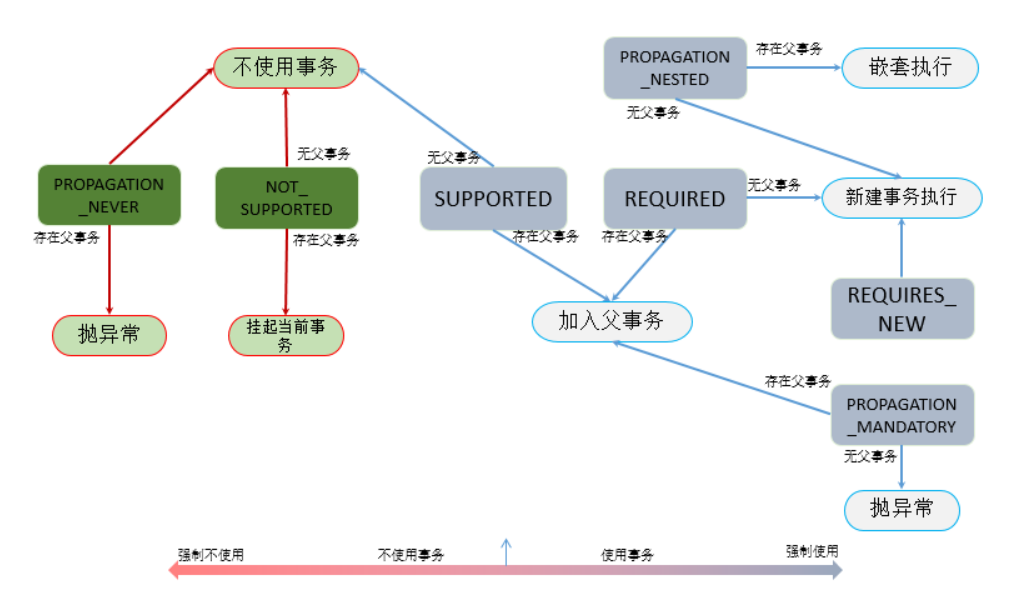 不使用事务
PROPAGATION
_NESTED
存在父事务
嵌套执行
无父事务
无父事务
无父事务
PROPAGATION
_NEVER
NOT_
SUPPORTED
SUPPORTED
REQUIRED
无父事务
新建事务执行
存在父事务
存在父事务
存在父事务
存在父事务
REQUIRES_
NEW
抛异常
挂起当前事
务
加入父事务
存在父事务
PROPAGATION
_MANDATORY
无父事务
抛异常
强制不使用
不使用事务
使用事务
强制使用